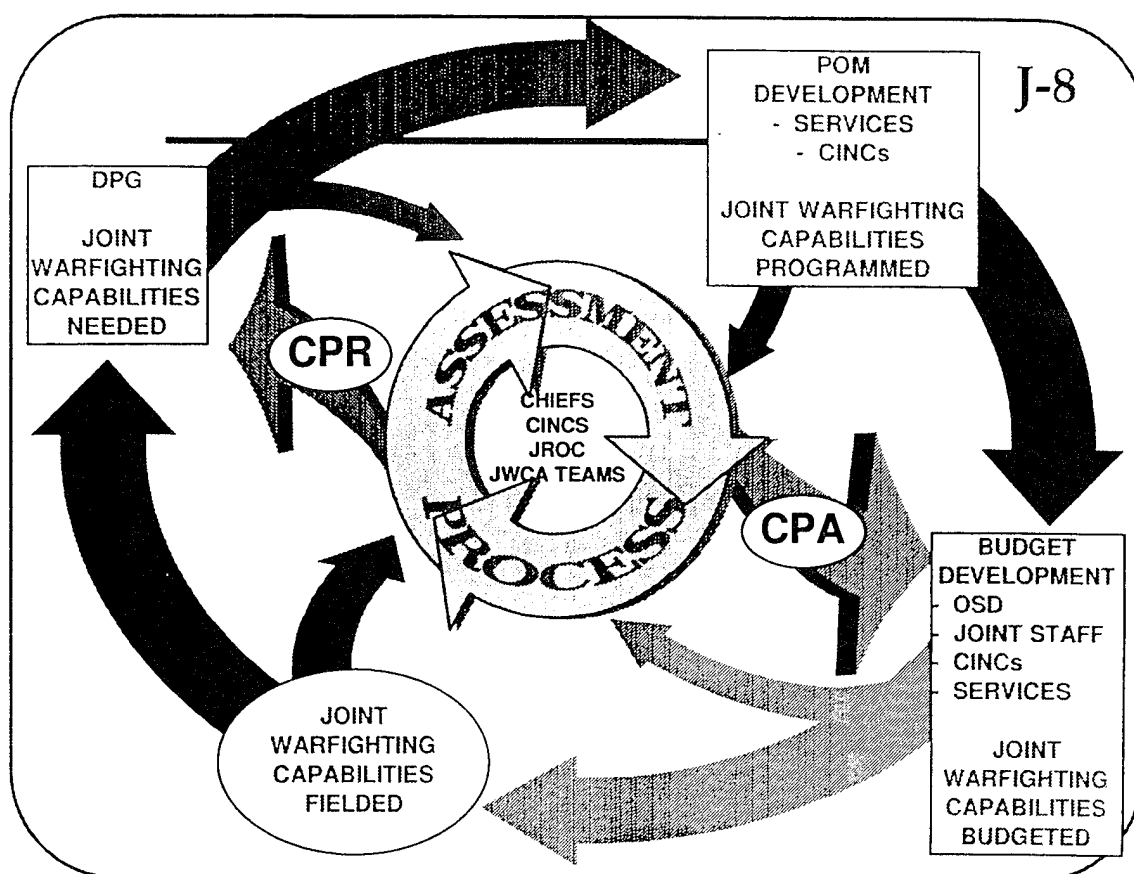 J-8
POM
DEVELOPMENT
- SERVICES
- CINCs
JOINT WARFIGHTING
CAPABILITIES
PROGRAMMED
DPG
JOINT
WARFIGHTING
CAPABILITIES
NEEDED
CPR
ASSESSMENT
PROCESS
CHIEFS
CINCS
JROC
JWCA TEAMS
CPA
BUDGET
DEVELOPMENT
- OSD
- JOINT STAFF
- CINCs
- SERVICES
JOINT
WARFIGHTING
CAPABILITIES
BUDGETED
JOINT
WARFIGHTING
CAPABILITIES
FIELDED